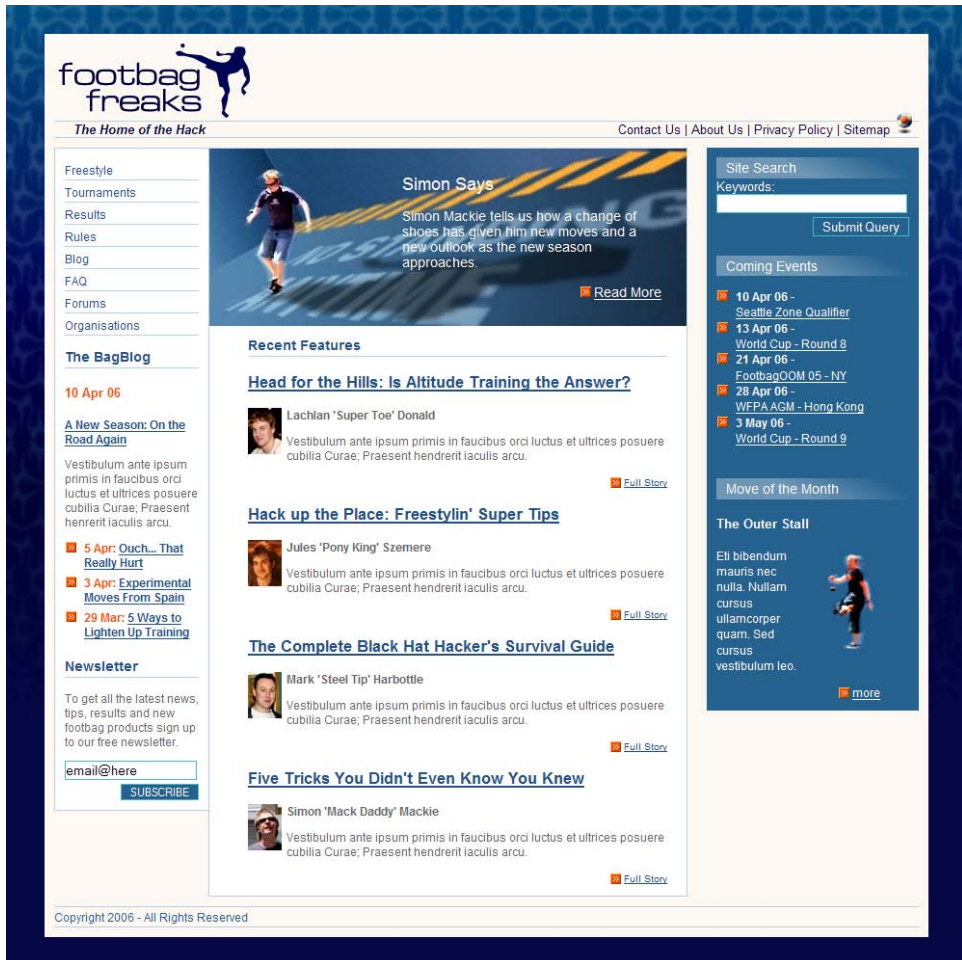 footbag
freaks
The Home of the Hack
Contact Us | About Us | Privacy Policy | Sitemap
Freestyle
Tournaments
Results
Rules
Blog
FAQ
Forums
Organisations
The BagBlog
10 Apr 06
A New Season: On the
Road Again
Vestibulum ante ipsum
primis in faucibus orci
luctus et ultrices posuere
cubilia Curae; Praesent
henrerit iaculis arcu.
5 Apr: Ouch... That
Really Hurt
3 Apr: Experimental
Moves From Spain
29 Mar: 5 Ways to
Lighten Up Training
Newsletter
To get all the latest news,
tips, results and new
footbag products sign up
to our free newsletter.
email@here
SUBSCRIBE
Simon Says
Simon Mackie tells us how a change of
shoes has given him new moves and a
new outlook as the new season
approaches.
Read More
Recent Features
Head for the Hills: Is Altitude Training the Answer?
Lachlan 'Super Toe' Donald
Vestibulum ante ipsum primis in faucibus orci luctus et ultrices posuere
cubilia Curae; Praesent hendrerit iaculis arcu.
Full Story
Hack up the Place: Freestylin' Super Tips
Jules 'Pony King' Szemere
Vestibulum ante ipsum primis in faucibus orci luctus et ultrices posuere
cubilia Curae; Praesent hendrerit iaculis arcu.
Full Story
The Complete Black Hat Hacker's Survival Guide
Mark 'Steel Tip' Harbottle
Vestibulum ante ipsum primis in faucibus orci luctus et ultrices posuere
cubilia Curae; Praesent hendrerit iaculis arcu.
Full Story
Five Tricks You Didn't Even Know You Knew
Simon 'Mack Daddy' Mackie
Vestibulum ante ipsum primis in faucibus orci luctus et ultrices posuere
cubilia Curae; Praesent hendrerit iaculis arcu.
Full Story
Site Search
Keywords:
Submit Query
Coming Events
10 Apr 06 -
Seattle Zone Qualifier
13 Apr 06 -
World Cup - Round 8
21 Apr 06 -
FootbagOOM 05 - NY
28 Apr 06 -
WFPA AGM - Hong Kong
3 May 06 -
World Cup - Round 9
Move of the Month
The Outer Stall
Eti bibendum
mauris nec
nulla. Nullam
cursus
ullamcorper
quam. Sed
cursus
vestibulum leo.
more
Copyright 2006 - All Rights Reserved